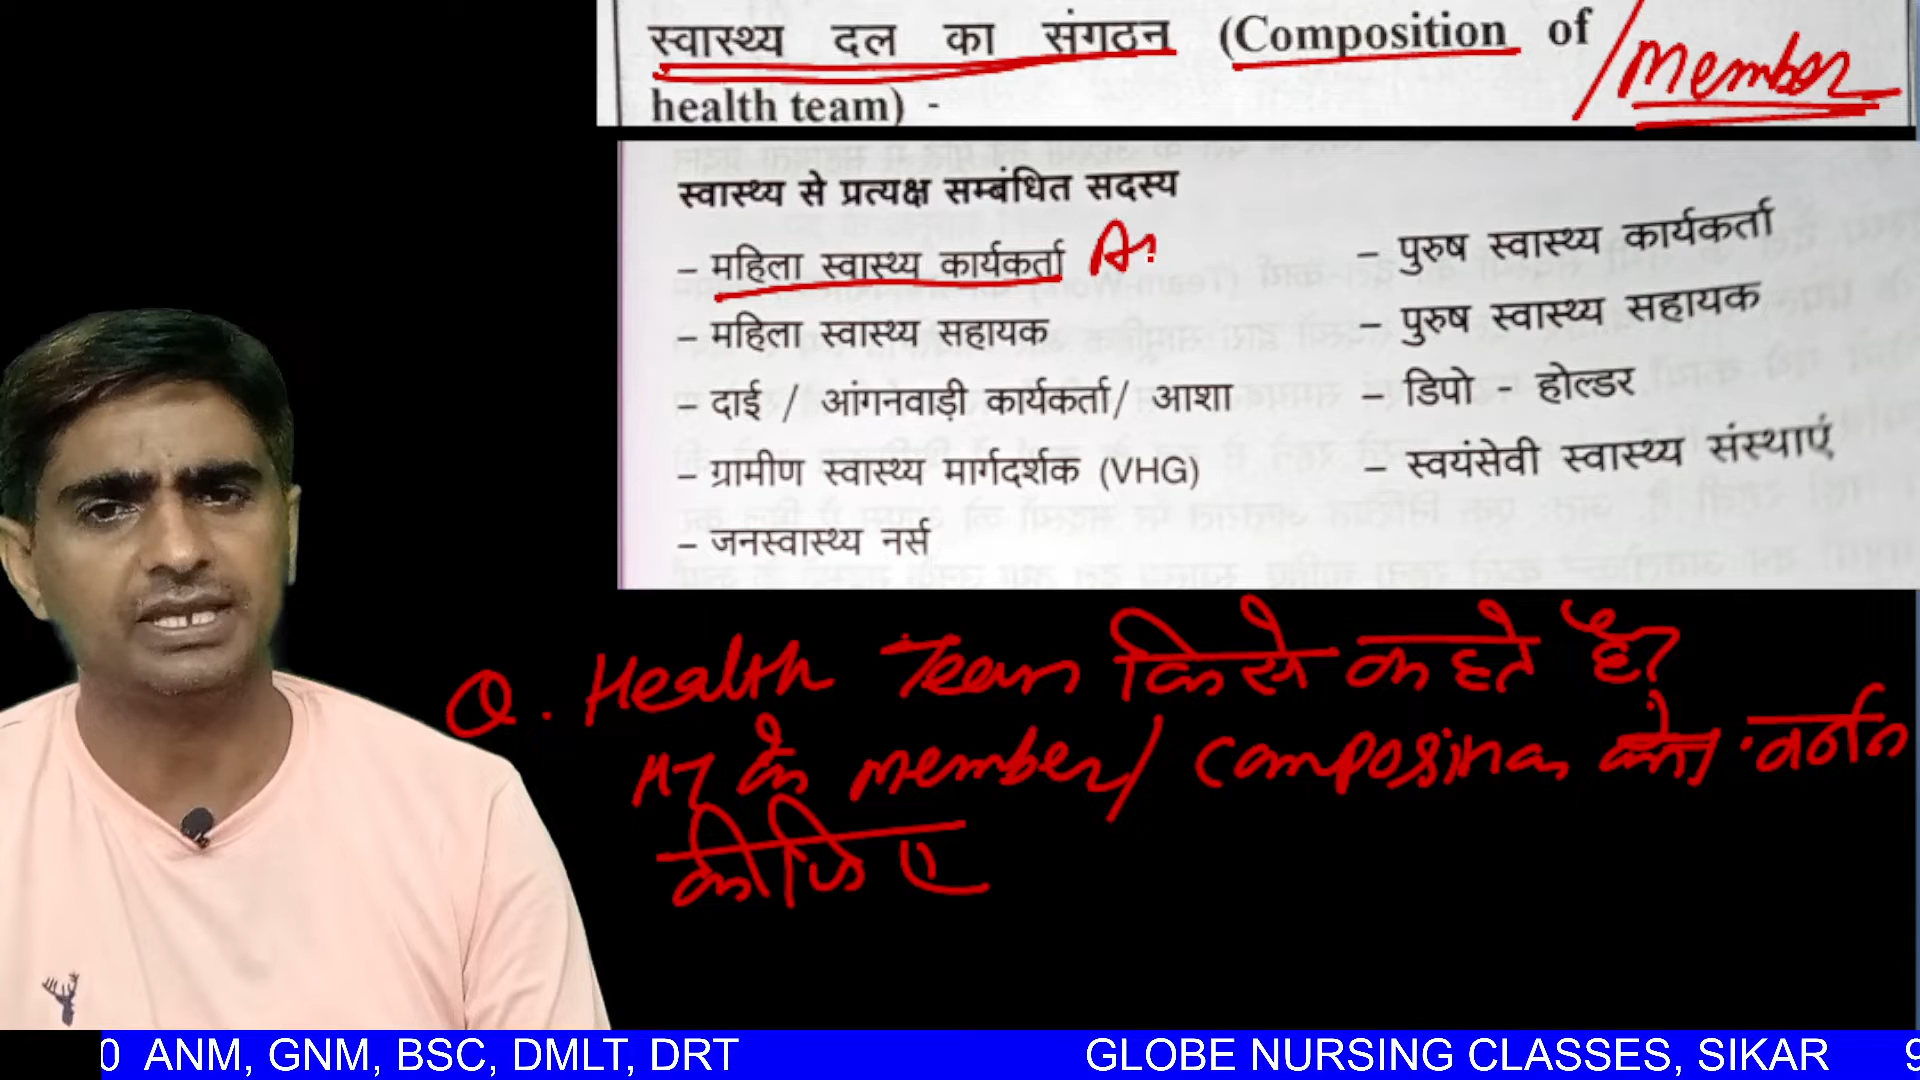 स्वास्थ्य दल का संगठन (Composition of / Member
health team) -
स्वास्थ्य से प्रत्यक्ष सम्बंधित सदस्य
– महिला स्वास्थ्य कार्यकर्ता
– पुरुष स्वास्थ्य कार्यकर्ता
– महिला स्वास्थ्य सहायक
– पुरुष स्वास्थ्य सहायक
– दाई / आंगनवाड़ी कार्यकर्ता/ आशा
– डिपो - होल्डर
– ग्रामीण स्वास्थ्य मार्गदर्शक (VHG)
– स्वयंसेवी स्वास्थ्य संस्थाएं
– जनस्वास्थ्य नर्स
Q. Health Team किसे कहते है?
HT के member/ वर्णन
कीजिए
0 ANM, GNM, BSC, DMLT, DRT
GLOBE NURSING CLASSES, SIKAR 9